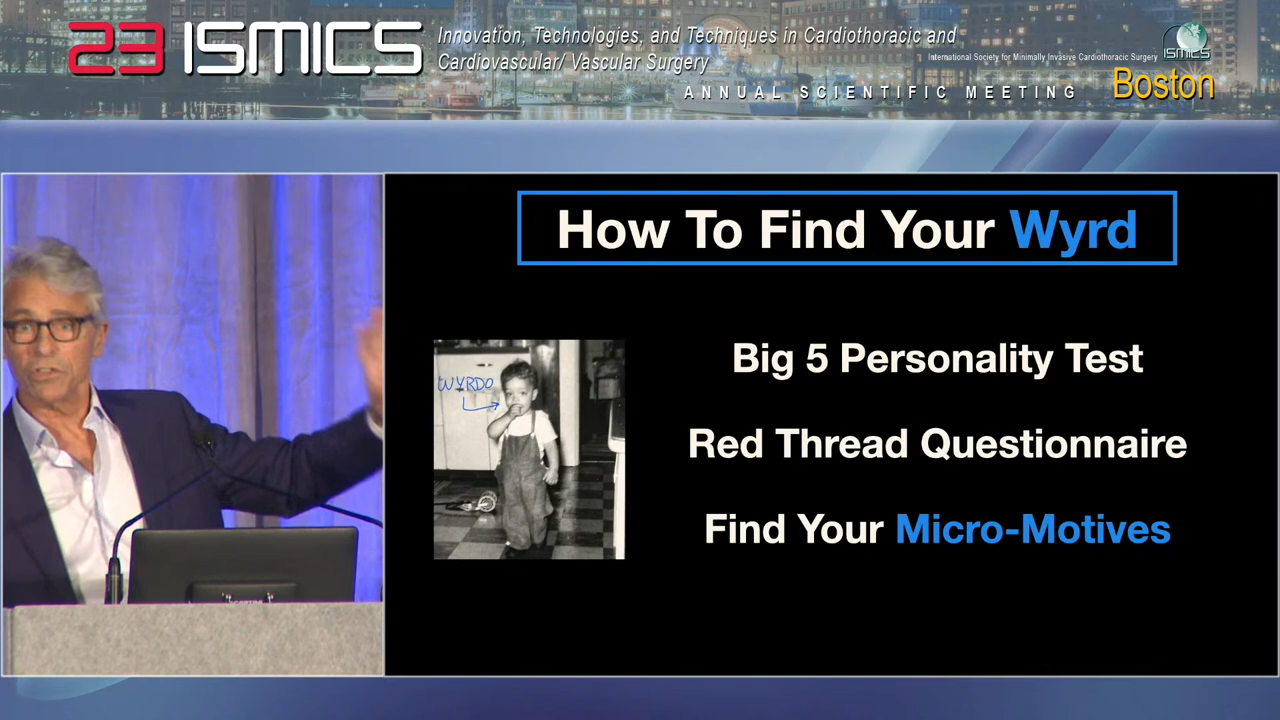 23 ISMICS
Innovation, Technologies, and Techniques in Cardiothoracic and
Cardiovascular/ Vascular Surgery
ANNUAL SCIENTIFIC MEETING
International Society for Minimally Invasive Cardiothoracic Surgery
ISMICS
Boston
How To Find Your Wyrd
WYRDO
Big 5 Personality Test
Red Thread Questionnaire
Find Your Micro-Motives